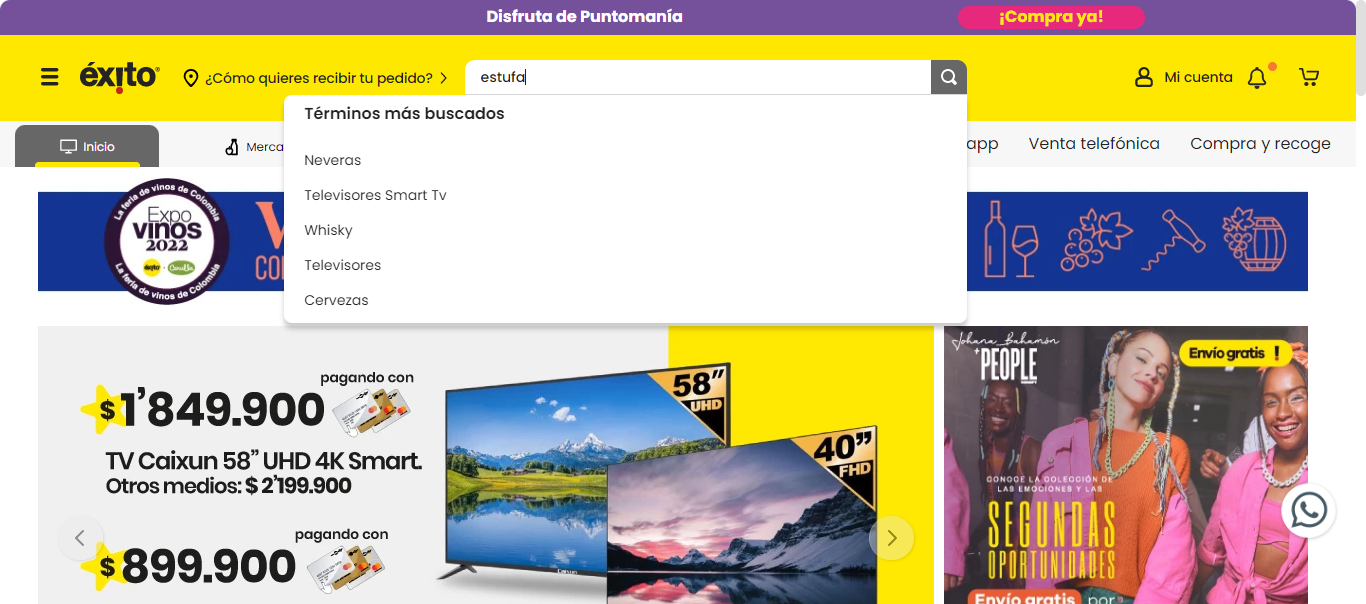 Disfruta de Puntomanía
¡Compra ya!
éxito
¿Cómo quieres recibir tu pedido?
estufa
Mi cuenta
Términos más buscados
Neveras
Televisores Smart Tv
Whisky
Televisores
Cervezas
Inicio
Merca
app
Venta telefónica
Compra y recoge
La feria de vinos de Colombia
Expo
vinos
2022
éxito
Carulla
La feria de vinos de Colombia
V
CO
pagando con
$1’849.900
TV Caixun 58” UHD 4K Smart.
Otros medios: $ 2’199.900
pagando con
$899.900
58” UHD
40” FHD
Caixun
Johana Bahamón
+PEOPLE
Envío gratis !
CONOCE LA COLECCIÓN DE
LAS EMOCIONES Y LAS
SEGUNDAS
OPORTUNIDADES
Envío gratis por